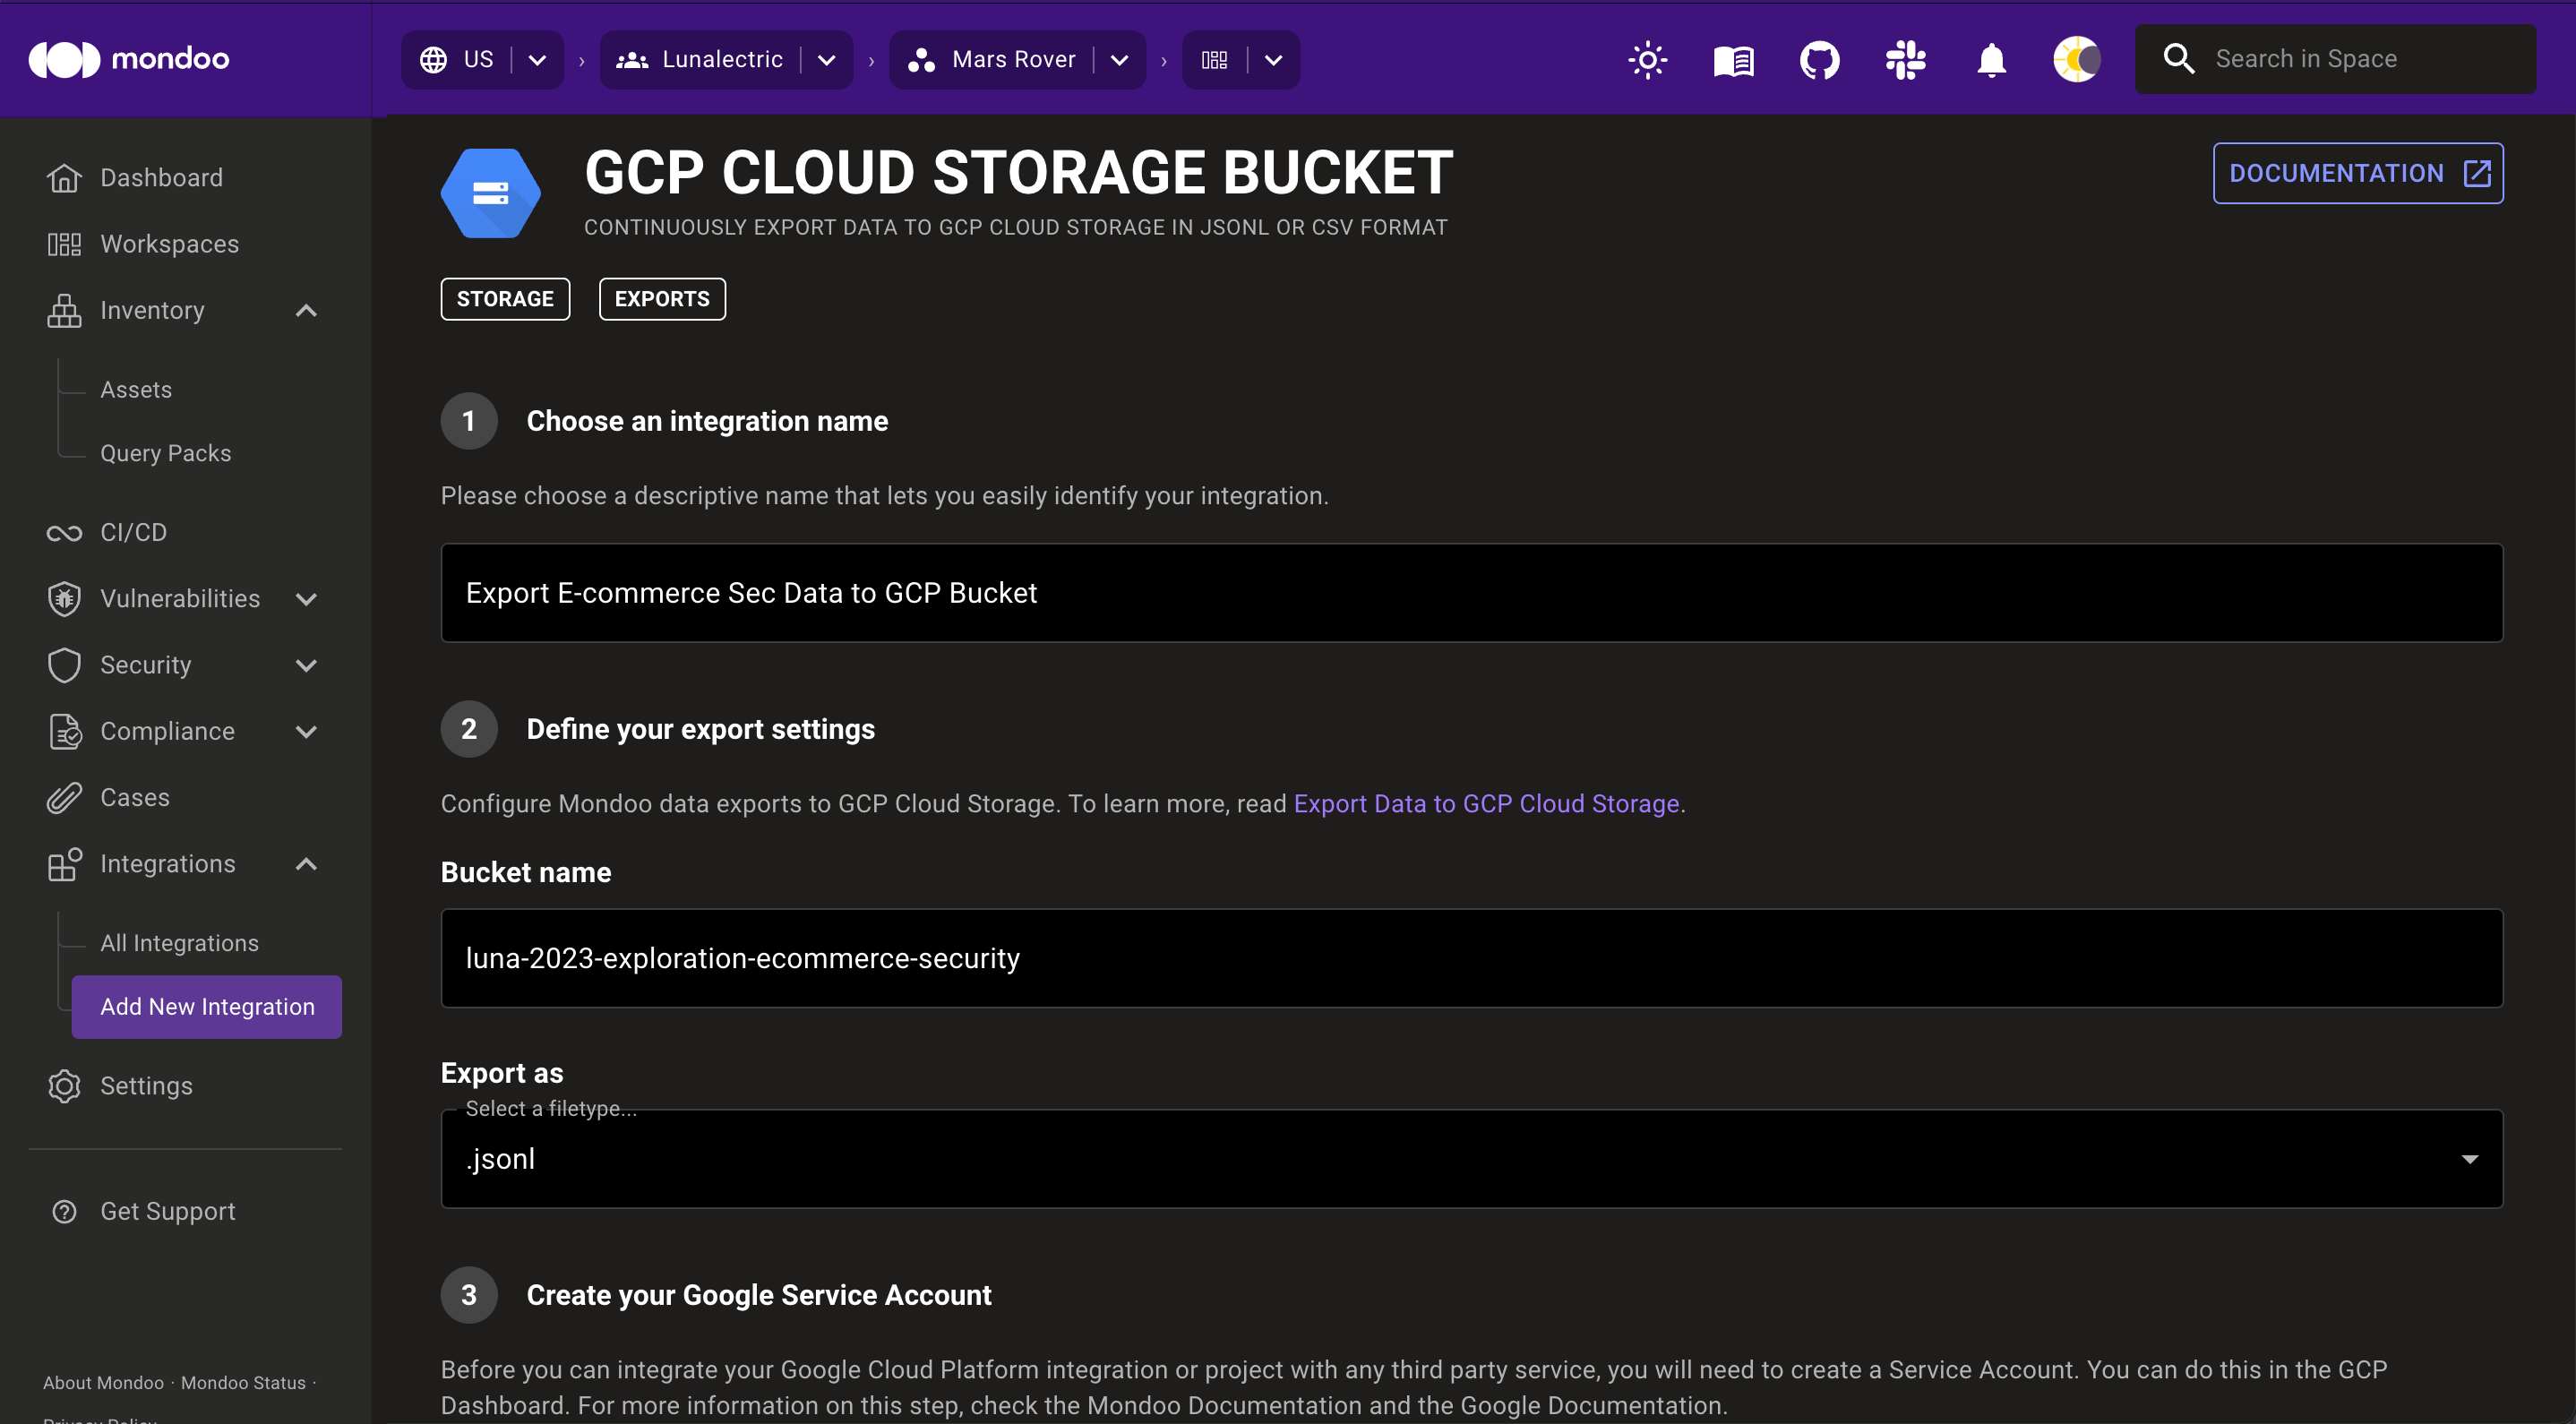 mondoo
US
Lunalectric
Mars Rover
Search in Space
Dashboard
Workspaces
Inventory
Assets
Query Packs
CI/CD
Vulnerabilities
Security
Compliance
Cases
Integrations
All Integrations
Add New Integration
Settings
Get Support
About Mondoo · Mondoo Status ·
Privacy Policy
GCP CLOUD STORAGE BUCKET
DOCUMENTATION
CONTINUOUSLY EXPORT DATA TO GCP CLOUD STORAGE IN JSONL OR CSV FORMAT
STORAGE
EXPORTS
1
Choose an integration name
Please choose a descriptive name that lets you easily identify your integration.
Export E-commerce Sec Data to GCP Bucket
2
Define your export settings
Configure Mondoo data exports to GCP Cloud Storage. To learn more, read Export Data to GCP Cloud Storage.
Bucket name
luna-2023-exploration-ecommerce-security
Export as
Select a filetype...
.jsonl
3
Create your Google Service Account
Before you can integrate your Google Cloud Platform integration or project with any third party service, you will need to create a Service Account. You can do this in the GCP
Dashboard. For more information on this step, check the Mondoo Documentation and the Google Documentation.